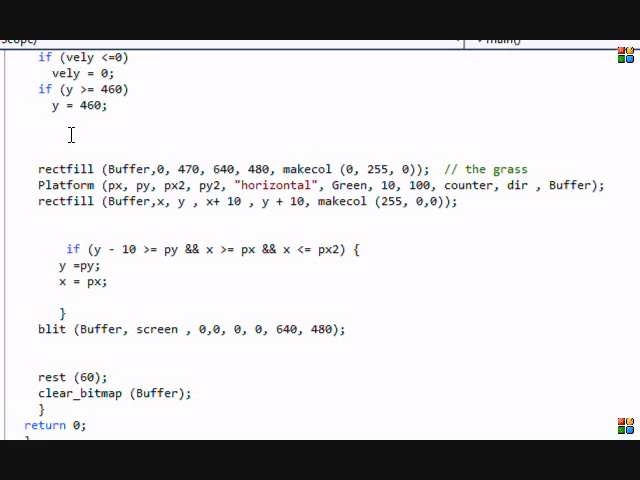 scope)
main()
if (vely <=0)
vely = 0;
if (y >= 460)
y = 460;
rectfill (Buffer,0, 470, 640, 480, makecol (0, 255, 0)); // the grass
Platform (px, py, px2, py2, "horizontal", Green, 10, 100, counter, dir , Buffer);
rectfill (Buffer,x, y , x+ 10 , y + 10, makecol (255, 0,0));
if (y - 10 >= py && x >= px && x <= px2) {
y =py;
x = px;
}
blit (Buffer, screen , 0,0, 0, 0, 640, 480);
rest (60);
clear_bitmap (Buffer);
}
return 0;
}